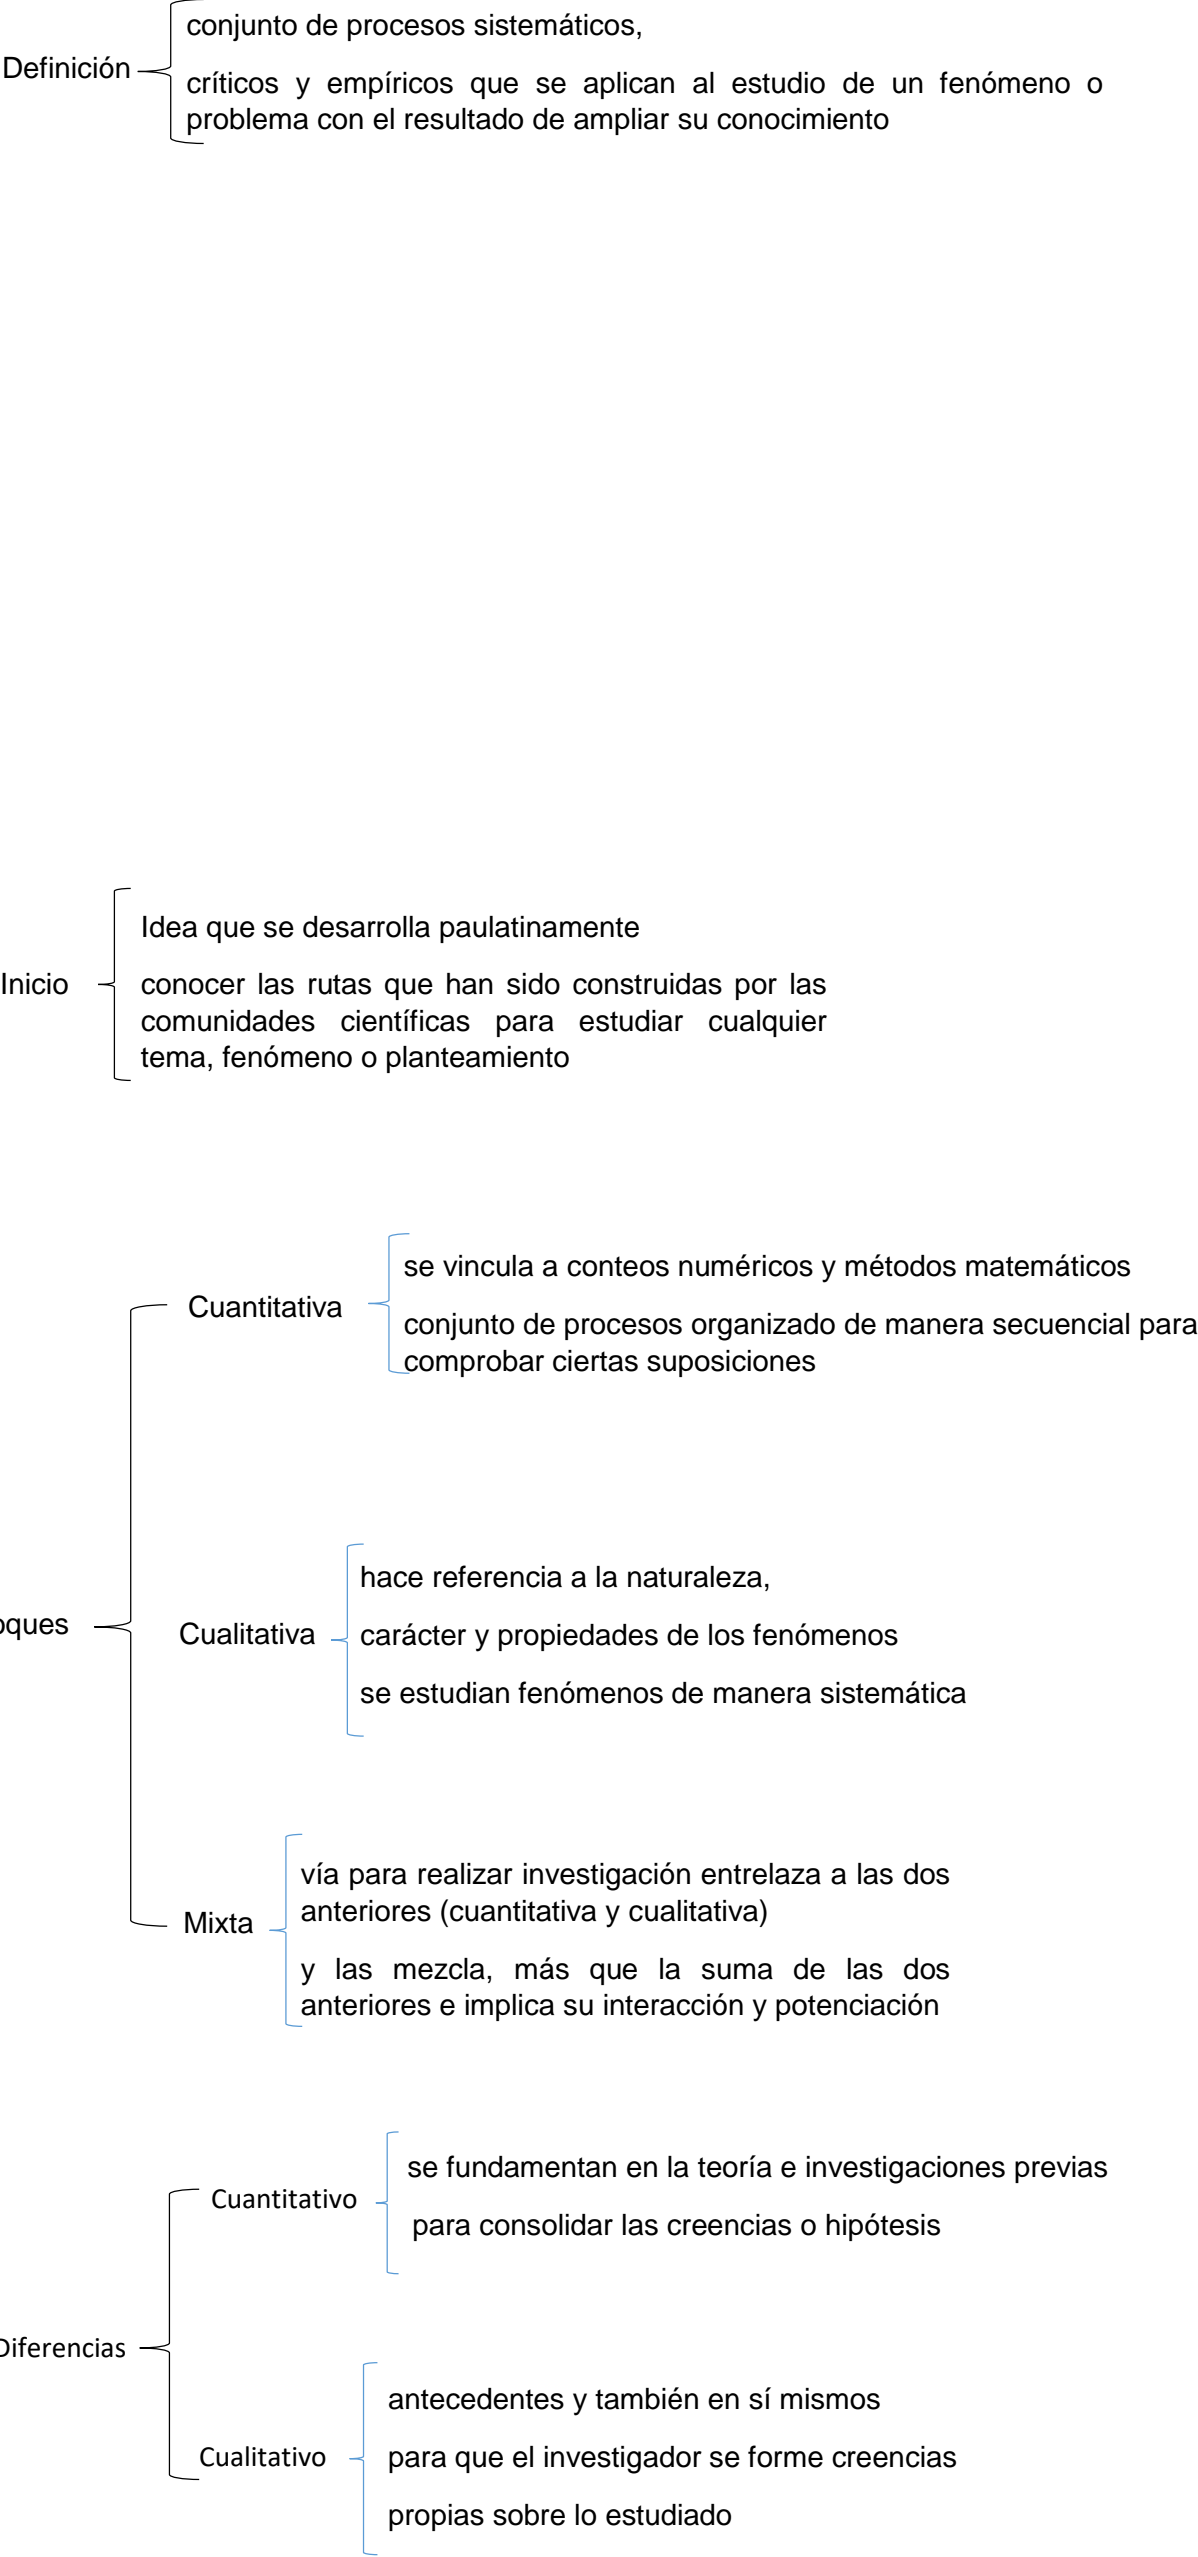 Definición
conjunto de procesos sistemáticos,
críticos y empíricos que se aplican al estudio de un fenómeno o
problema con el resultado de ampliar su conocimiento
Inicio
Idea que se desarrolla paulatinamente
conocer las rutas que han sido construidas por las
comunidades científicas para estudiar cualquier
tema, fenómeno o planteamiento
Cuantitativa
se vincula a conteos numéricos y métodos matemáticos
conjunto de procesos organizado de manera secuencial para
comprobar ciertas suposiciones
Cualitativa
hace referencia a la naturaleza,
carácter y propiedades de los fenómenos
se estudian fenómenos de manera sistemática
Mixta
vía para realizar investigación entrelaza a las dos
anteriores (cuantitativa y cualitativa)
y las mezcla, más que la suma de las dos
anteriores e implica su interacción y potenciación
Diferencias
Cuantitativo
se fundamentan en la teoría e investigaciones previas
para consolidar las creencias o hipótesis
Cualitativo
antecedentes y también en sí mismos
para que el investigador se forme creencias
propias sobre lo estudiado